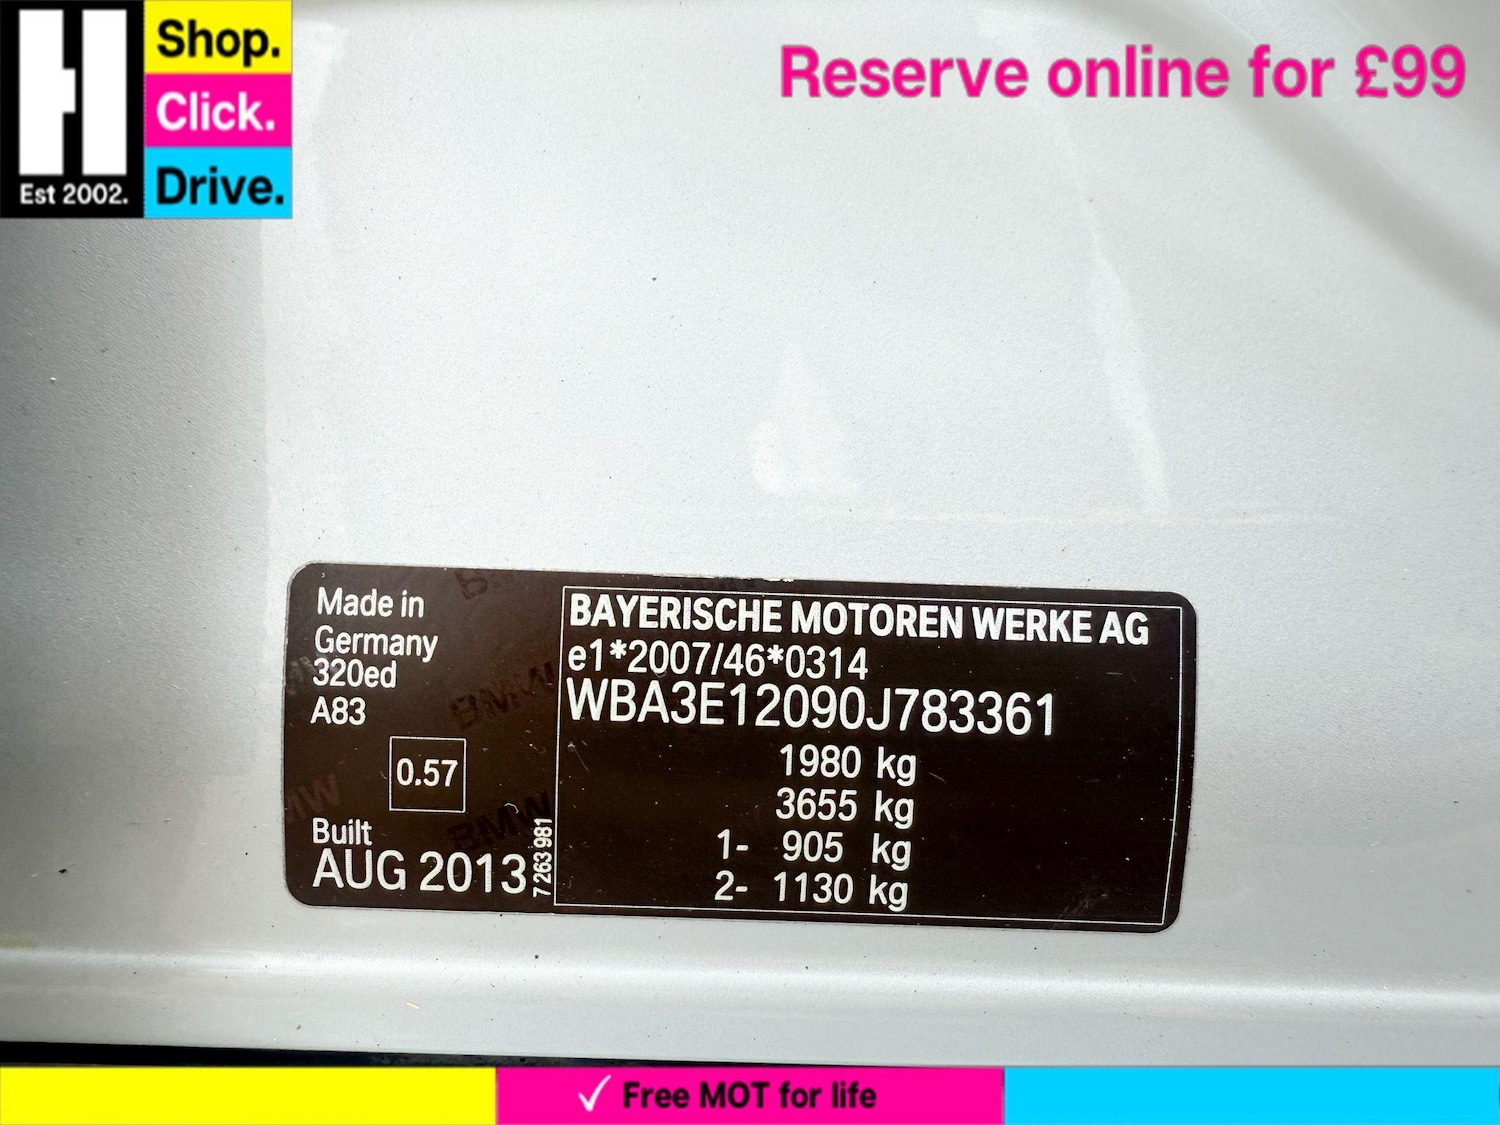 Shop.
Click.
Drive.
Est 2002.
Reserve online for £99
Made in
Germany
320ed
A83
0.57
Built
AUG 2013
7 263 981
BAYERISCHE MOTOREN WERKE AG
e1*2007/46*0314
WBA3E12090J783361
1980 kg
3655 kg
1- 905 kg
2- 1130 kg
BMW
BMW
✓ Free MOT for life